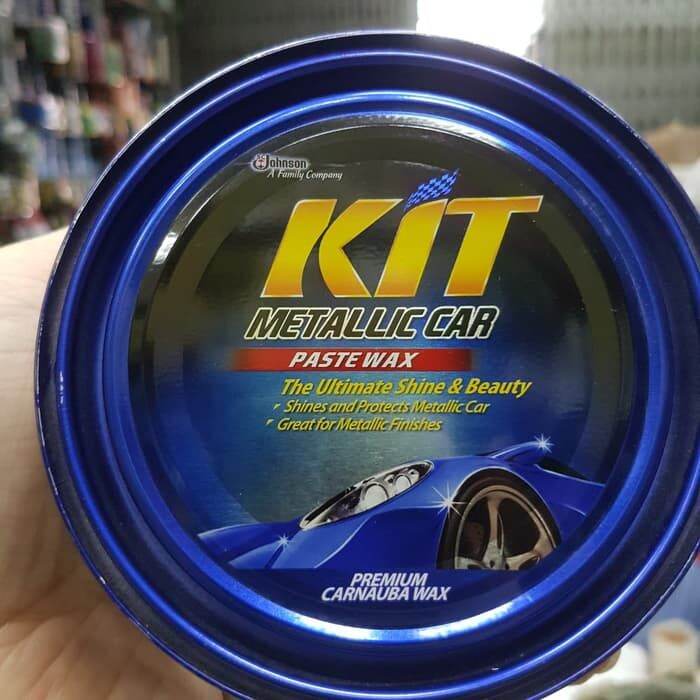 Johnson
A Family Company
KIT
METALLIC CAR
PASTE WAX
The Ultimate Shine & Beauty
Shines and Protects Metallic Car
Great for Metallic Finishes
PREMIUM
CARNAUBA WAX